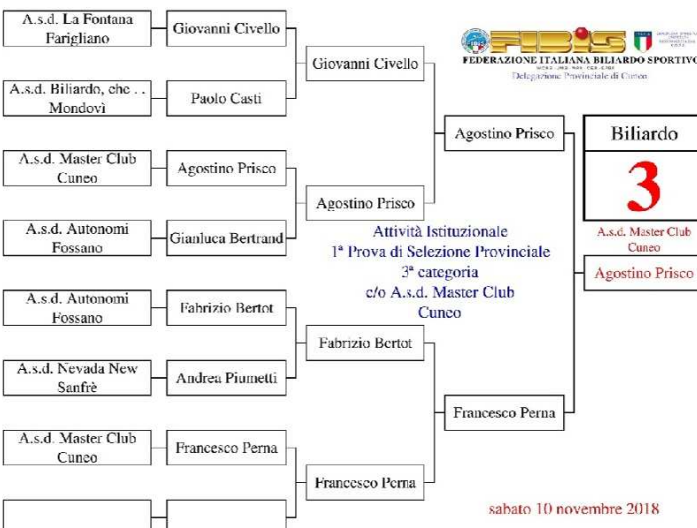 A.s.d. La Fontana
Farigliano
Giovanni Civello
Giovanni Civello
FIBiS
FEDERAZIONE ITALIANA BILIARDO SPORTIVO
Delegazione Provinciale di Cuneo
A.s.d. Biliardo, che . .
Mondovì
Paolo Casti
Agostino Prisco
Biliardo
3
A.s.d. Master Club
Cuneo
Agostino Prisco
A.s.d. Master Club
Cuneo
Agostino Prisco
Agostino Prisco
A.s.d. Autonomi
Fossano
Gianluca Bertrand
Attività Istituzionale
1ª Prova di Selezione Provinciale
3ª categoria
c/o A.s.d. Master Club
Cuneo
A.s.d. Autonomi
Fossano
Fabrizio Bertot
Fabrizio Bertot
A.s.d. Nevada New
Sanfrè
Andrea Piumetti
Francesco Perna
A.s.d. Master Club
Cuneo
Francesco Perna
Francesco Perna
sabato 10 novembre 2018